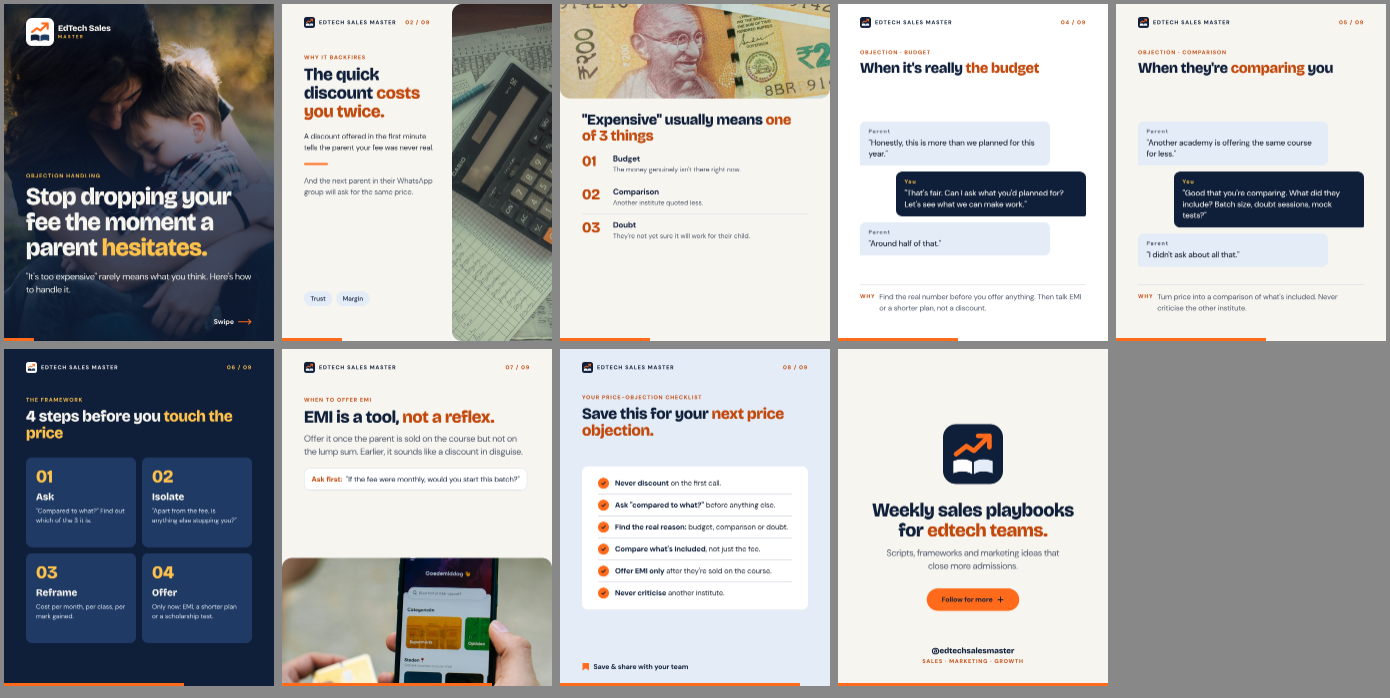 EdTech Sales
MASTER
OBJECTION HANDLING
Stop dropping your
fee the moment a
parent hesitates.
"It's too expensive" rarely means what you think. Here's how
to handle it.
Swipe
EDTECH SALES MASTER 02 / 09
WHY IT BACKFIRES
The quick
discount costs
you twice.
A discount offered in the first minute
tells the parent your fee was never real.
And the next parent in their WhatsApp
group will ask for the same price.
Trust Margin
₹200
8BR
₹2
"Expensive" usually means one
of 3 things
01 Budget
The money genuinely isn't there right now.
02 Comparison
Another institute quoted less.
03 Doubt
They're not yet sure it will work for their child.
EDTECH SALES MASTER 04 / 09
OBJECTION · BUDGET
When it's really the budget
Parent
"Honestly, this is more than we planned for this
year."
You
"That's fair. Can I ask what you'd planned for?
Let's see what we can make work."
Parent
"Around half of that."
WHY Find the real number before you offer anything. Then talk EMI
or a shorter plan, not a discount.
EDTECH SALES MASTER 05 / 09
OBJECTION · COMPARISON
When they're comparing you
Parent
"Another academy is offering the same course
for less."
You
"Good that you're comparing. What did they
include? Batch size, doubt sessions, mock
tests?"
Parent
"I didn't ask about all that."
WHY Turn price into a comparison of what's included. Never
criticise the other institute.
EDTECH SALES MASTER 06 / 09
THE FRAMEWORK
4 steps before you touch the
price
01
Ask
"Compared to what?" Find out
which of the 3 it is.
02
Isolate
"Apart from the fee, is
anything else stopping you?"
03
Reframe
Cost per month, per class, per
mark gained.
04
Offer
Only now: EMI, a shorter plan
or a scholarship test.
EDTECH SALES MASTER 07 / 09
WHEN TO OFFER EMI
EMI is a tool, not a reflex.
Offer it once the parent is sold on the course but not on
the lump sum. Earlier, it sounds like a discount in disguise.
Ask first: "If the fee were monthly, would you start this batch?"
Goedemiddag
Categorieën
EDTECH SALES MASTER 08 / 09
YOUR PRICE-OBJECTION CHECKLIST
Save this for your next price
objection.
Never discount on the first call.
Ask "compared to what?" before anything else.
Find the real reason: budget, comparison or doubt.
Compare what's included, not just the fee.
Offer EMI only after they're sold on the course.
Never criticise another institute.
Save & share with your team
Weekly sales playbooks
for edtech teams.
Scripts, frameworks and marketing ideas that
close more admissions.
Follow for more +
@edtechsalesmaster
SALES · MARKETING · GROWTH